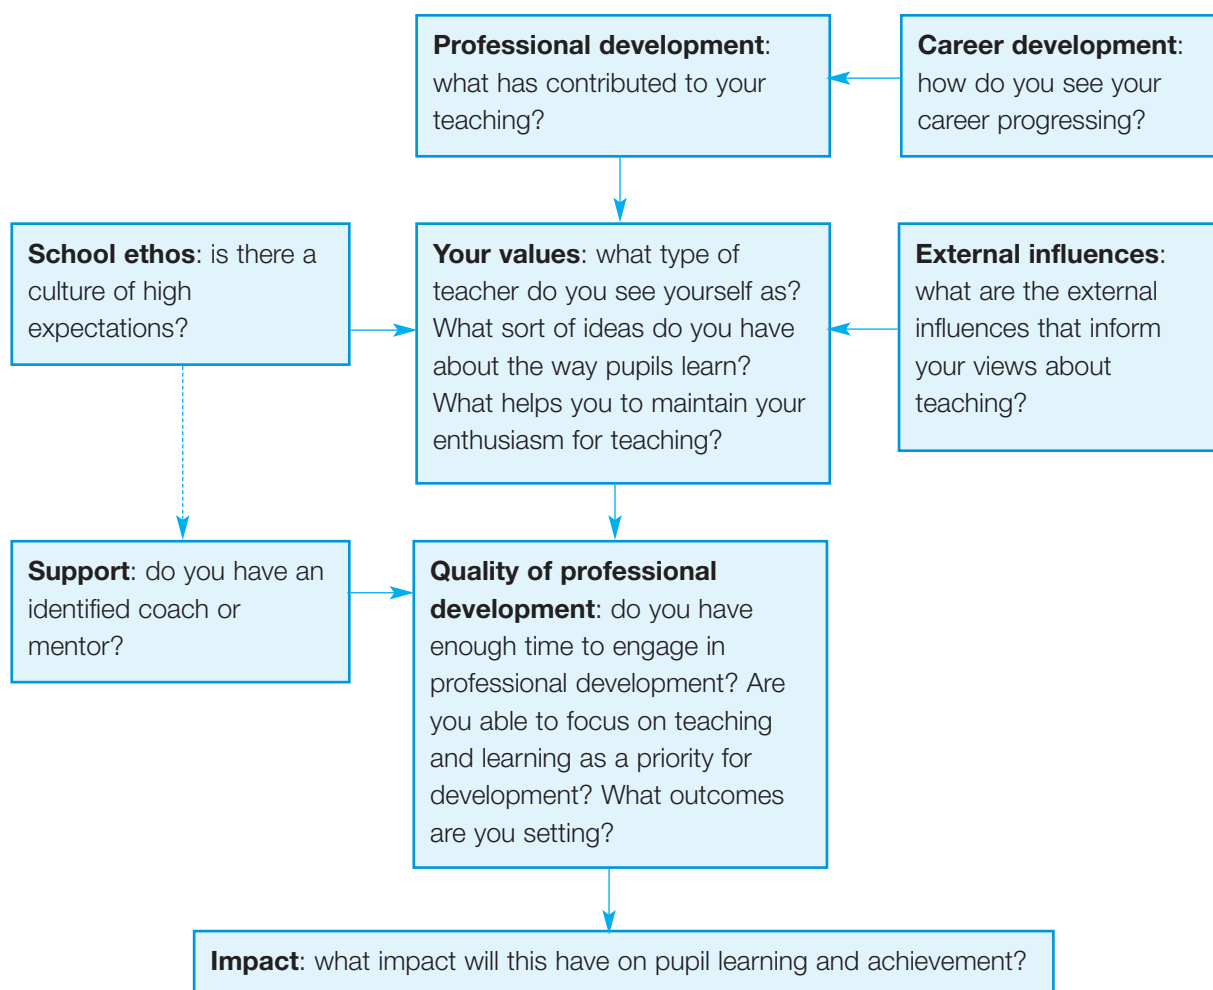 Professional development:
what has contributed to your
teaching?
Career development:
how do you see your
career progressing?
School ethos: is there a
culture of high
expectations?
Your values: what type of
teacher do you see yourself as?
What sort of ideas do you have
about the way pupils learn?
What helps you to maintain your
enthusiasm for teaching?
External influences:
what are the external
influences that inform
your views about
teaching?
Support: do you have an
identified coach or
mentor?
Quality of professional
development: do you have
enough time to engage in
professional development? Are
you able to focus on teaching
and learning as a priority for
development? What outcomes
are you setting?
Impact: what impact will this have on pupil learning and achievement?